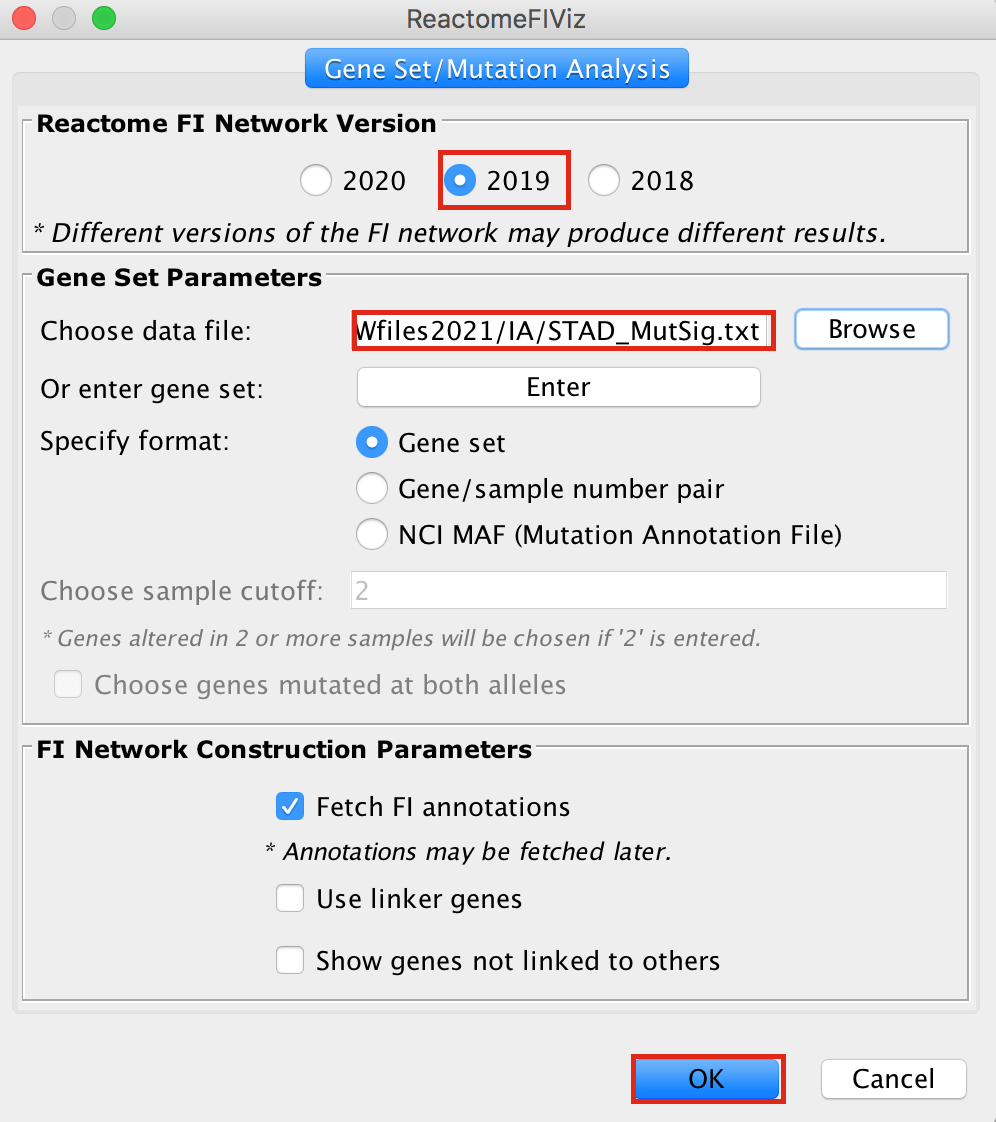 ReactomeFIViz
Gene Set/Mutation Analysis
Reactome FI Network Version
2020 2019 2018
* Different versions of the FI network may produce different results.
Gene Set Parameters
Choose data file: Wfiles2021/IA/STAD_MutSig.txt Browse
Or enter gene set: Enter
Specify format: Gene set
Gene/sample number pair
NCI MAF (Mutation Annotation File)
Choose sample cutoff: 2
* Genes altered in 2 or more samples will be chosen if '2' is entered.
Choose genes mutated at both alleles
FI Network Construction Parameters
Fetch FI annotations
* Annotations may be fetched later.
Use linker genes
Show genes not linked to others
OK Cancel